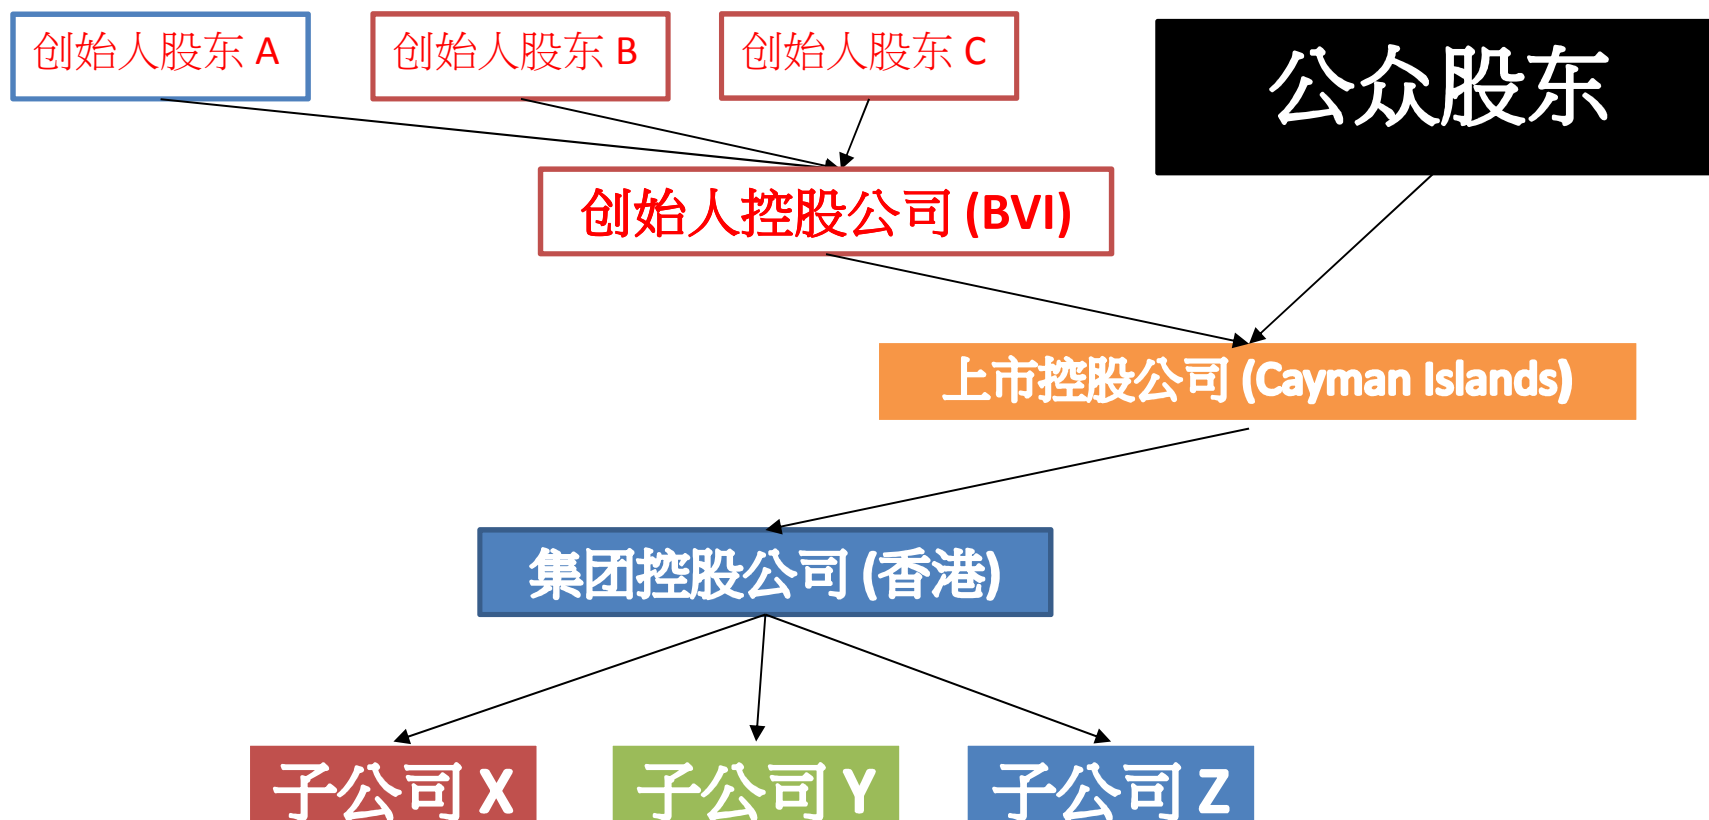 创始人股东 A
创始人股东 B
创始人股东 C
公众股东
创始人控股公司 (BVI)
上市控股公司 (Cayman Islands)
集团控股公司 (香港)
子公司 X
子公司 Y
子公司 Z